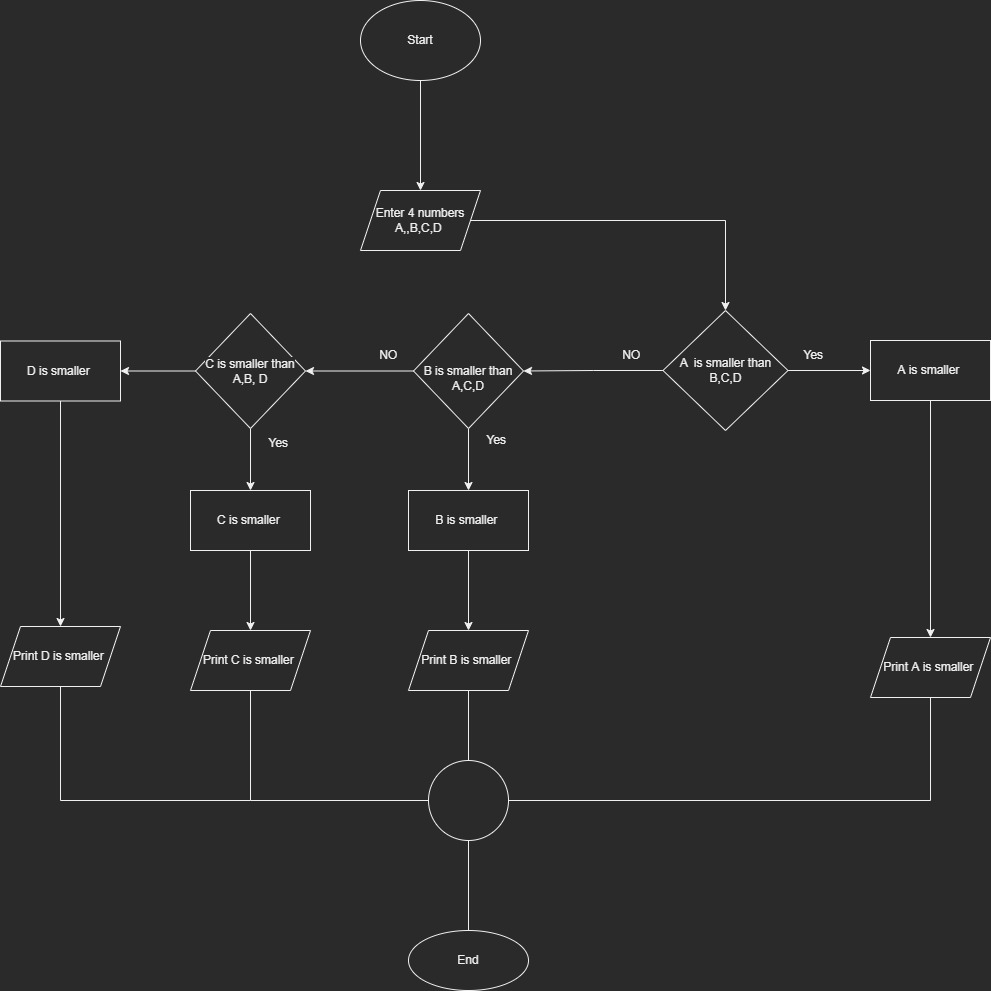 Start
Enter 4 numbers
A,,B,C,D
NO
NO
Yes
D is smaller
C is smaller than
A,B, D
B is smaller than
A,C,D
A is smaller than
B,C,D
A is smaller
Yes
Yes
C is smaller
B is smaller
Print D is smaller
Print C is smaller
Print B is smaller
Print A is smaller
End